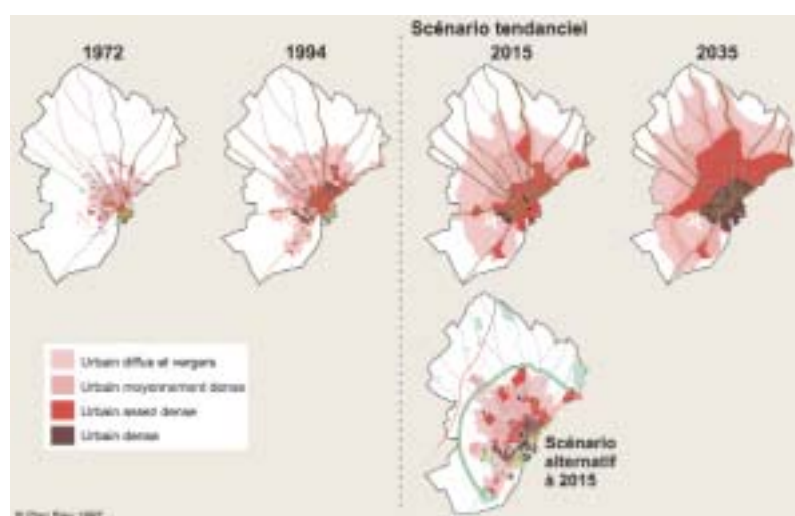 Scénario tendanciel
1972
1994
2015
2035
Urbain diffus et vergers
Urbain moyennement dense
Urbain assez dense
Urbain dense
Scénario
alternatif
à 2015